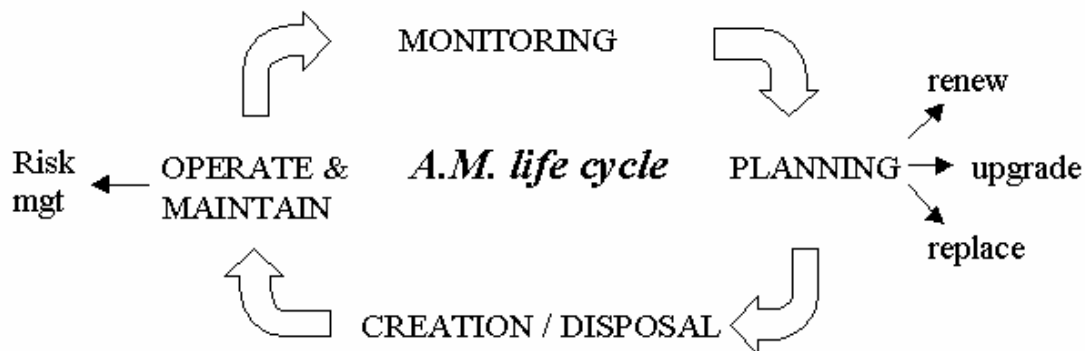 MONITORING
renew
Risk
mgt
OPERATE &
MAINTAIN
A.M. life cycle
PLANNING
upgrade
replace
CREATION / DISPOSAL